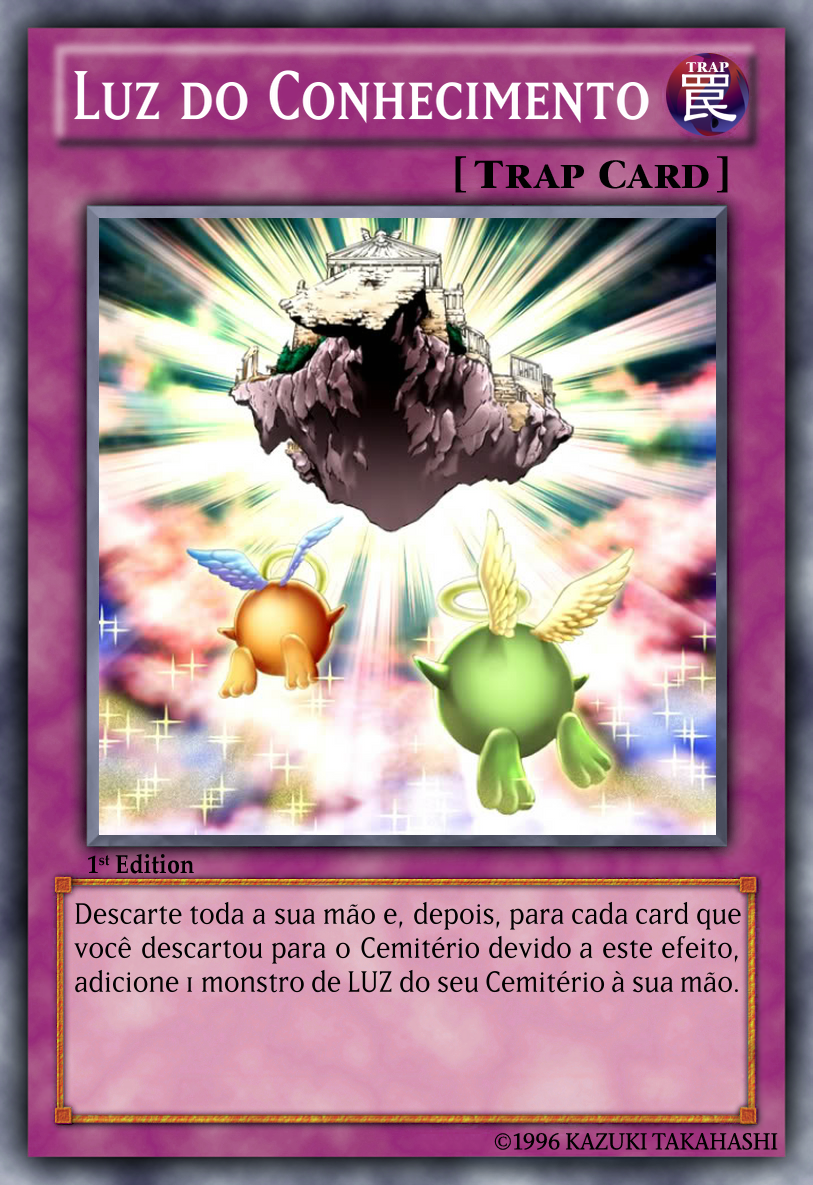 LUZ DO CONHECIMENTO
TRAP
罠
[TRAP CARD]
1st Edition
Descarte toda a sua mão e, depois, para cada card que
você descartou para o Cemitério devido a este efeito,
adicione 1 monstro de LUZ do seu Cemitério à sua mão.
©1996 KAZUKI TAKAHASHI